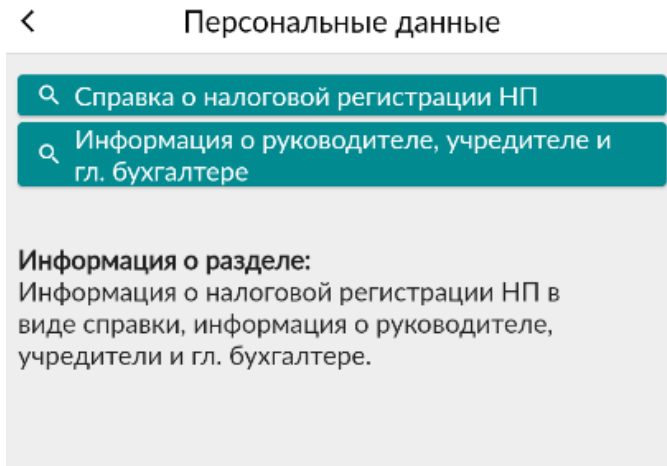 Персональные данные
Справка о налоговой регистрации НП
Информация о руководителе, учредителе и
гл. бухгалтере
Информация о разделе:
Информация о налоговой регистрации НП в
виде справки, информация о руководителе,
учредители и гл. бухгалтере.